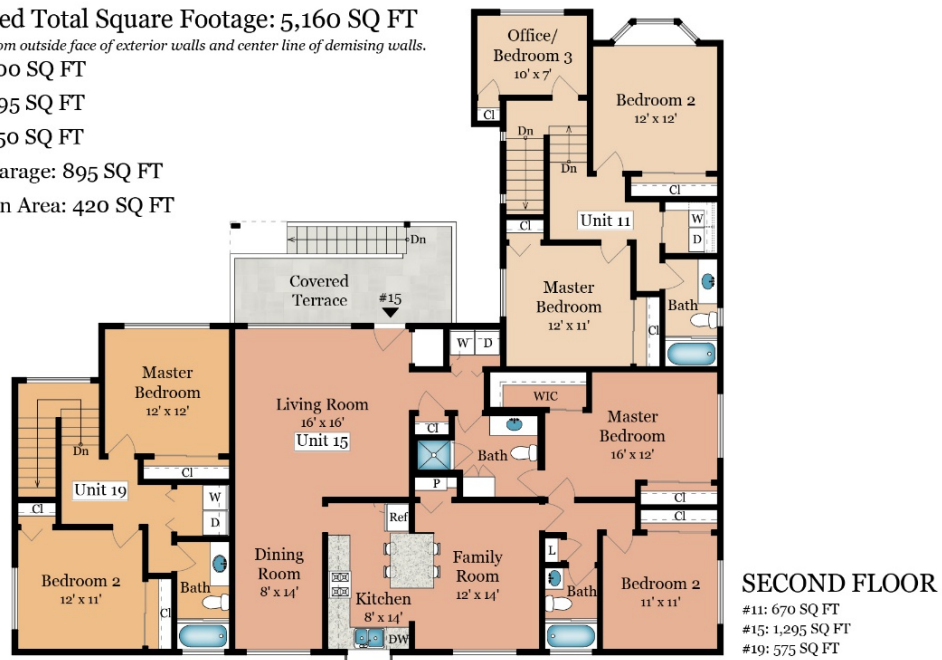 ed Total Square Footage: 5,160 SQ FT
om outside face of exterior walls and center line of demising walls.
00 SQ FT
95 SQ FT
50 SQ FT
arage: 895 SQ FT
n Area: 420 SQ FT
Office/
Bedroom 3
10' x 7'
Cl
Bedroom 2
12' x 12'
Dn
Dn
Cl
Unit 11
W
D
Cl
Dn
Covered
Terrace
#15
Master
Bedroom
12' x 11'
Cl
Bath
W D
Master
Bedroom
12' x 12'
Living Room
16' x 16'
Unit 15
WIC
Master
Bedroom
16' x 12'
Cl
Bath
Dn
Cl
P
Cl
Unit 19
W
D
Cl
Ref
Cl
Bedroom 2
12' x 11'
Cl
Bath
Dining
Room
8' x 14'
Kitchen
8' x 14'
DW
Family
Room
12' x 14'
L
Bath
Bedroom 2
11' x 11'
SECOND FLOOR
#11: 670 SQ FT
#15: 1,295 SQ FT
#19: 575 SQ FT